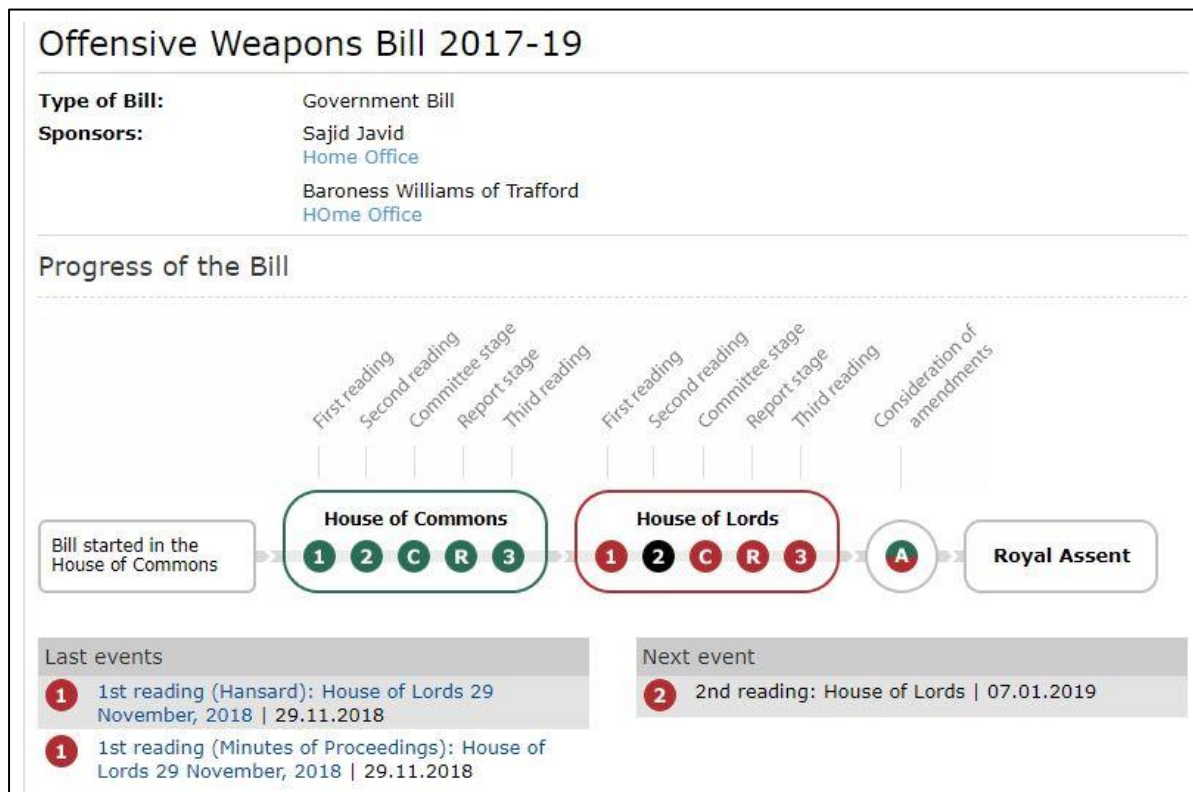 Offensive Weapons Bill 2017-19
Type of Bill: Government Bill
Sponsors: Sajid Javid
Home Office
Baroness Williams of Trafford
HOme Office
Progress of the Bill
First reading
Second reading
Committee stage
Report stage
Third reading
First reading
Second reading
Committee stage
Report stage
Third reading
Consideration of
amendments
Bill started in the
House of Commons
House of Commons
1 2 C R 3
House of Lords
1 2 C R 3
A
Royal Assent
Last events
1 1st reading (Hansard): House of Lords 29
November, 2018 | 29.11.2018
1 1st reading (Minutes of Proceedings): House of
Lords 29 November, 2018 | 29.11.2018
Next event
2 2nd reading: House of Lords | 07.01.2019